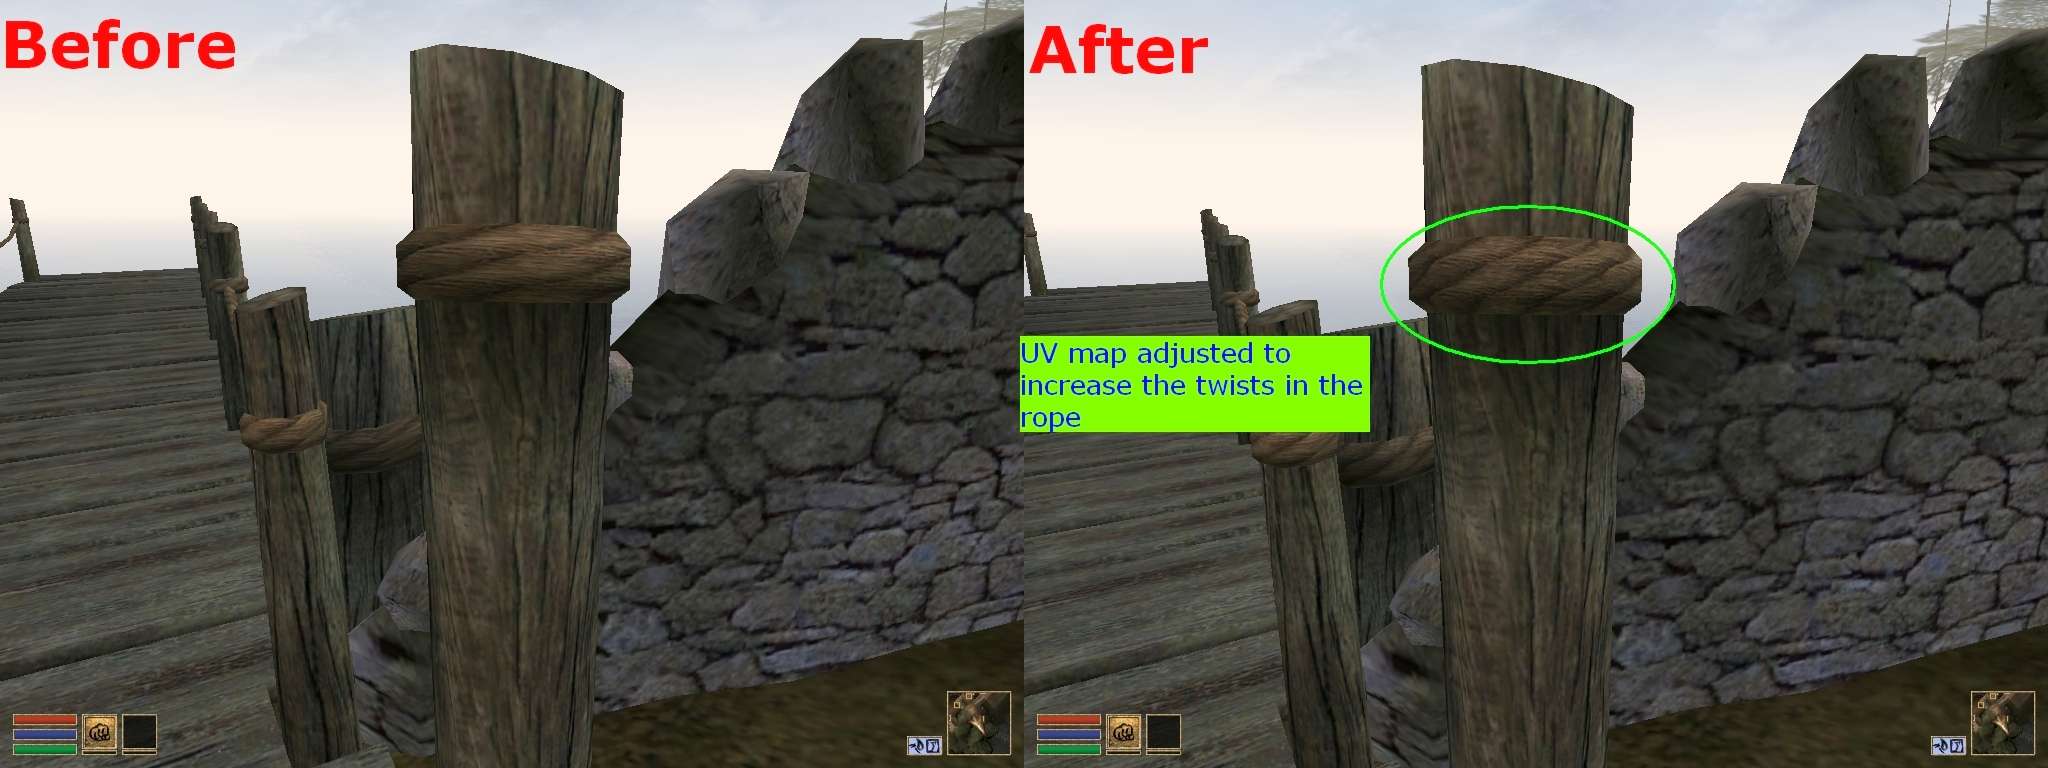 Before
After
UV map adjusted to
increase the twists in the
rope